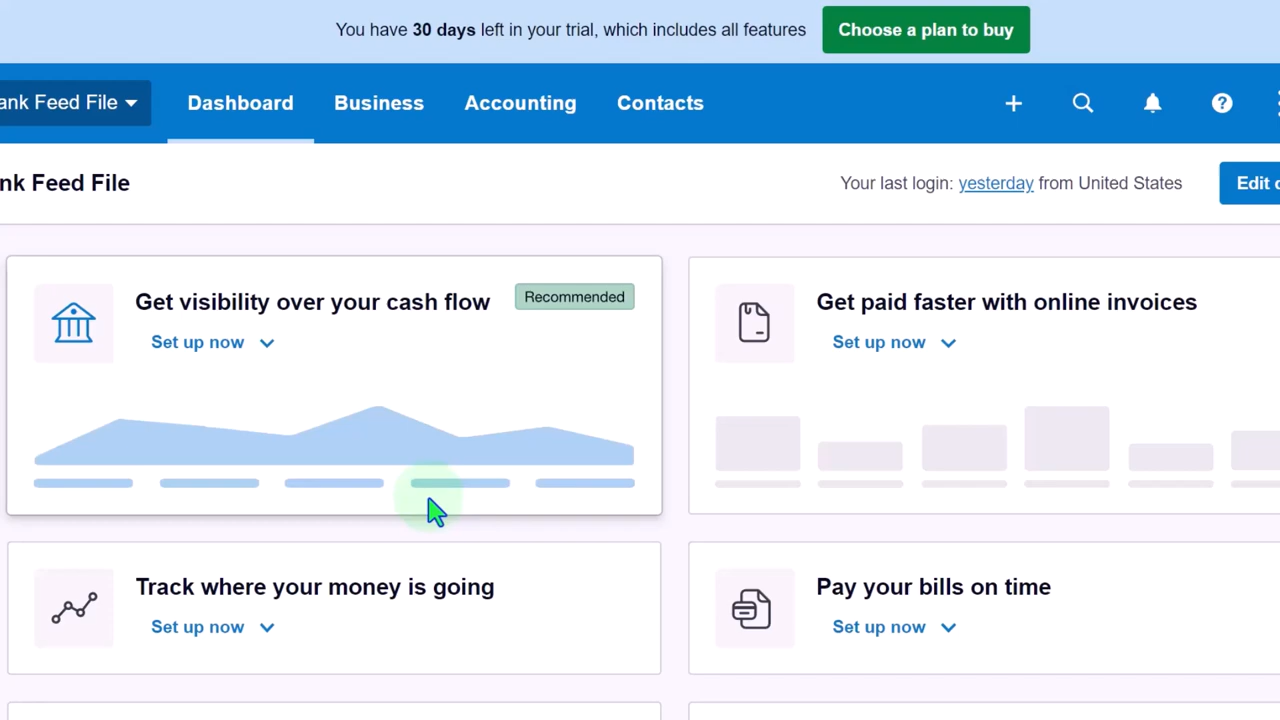 You have 30 days left in your trial, which includes all features
Choose a plan to buy
ank Feed File
Dashboard
Business
Accounting
Contacts
nk Feed File
Your last login: yesterday from United States
Edit
Get visibility over your cash flow
Recommended
Set up now
Get paid faster with online invoices
Set up now
Track where your money is going
Set up now
Pay your bills on time
Set up now